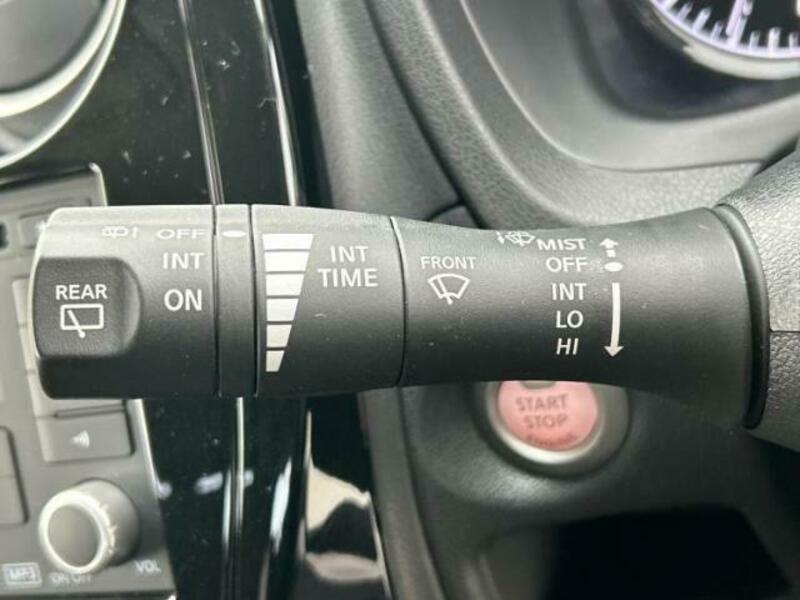 REAR
OFF
INT
ON
INT
TIME
FRONT
MIST
OFF
INT
LO
HI
START
STOP
VOL